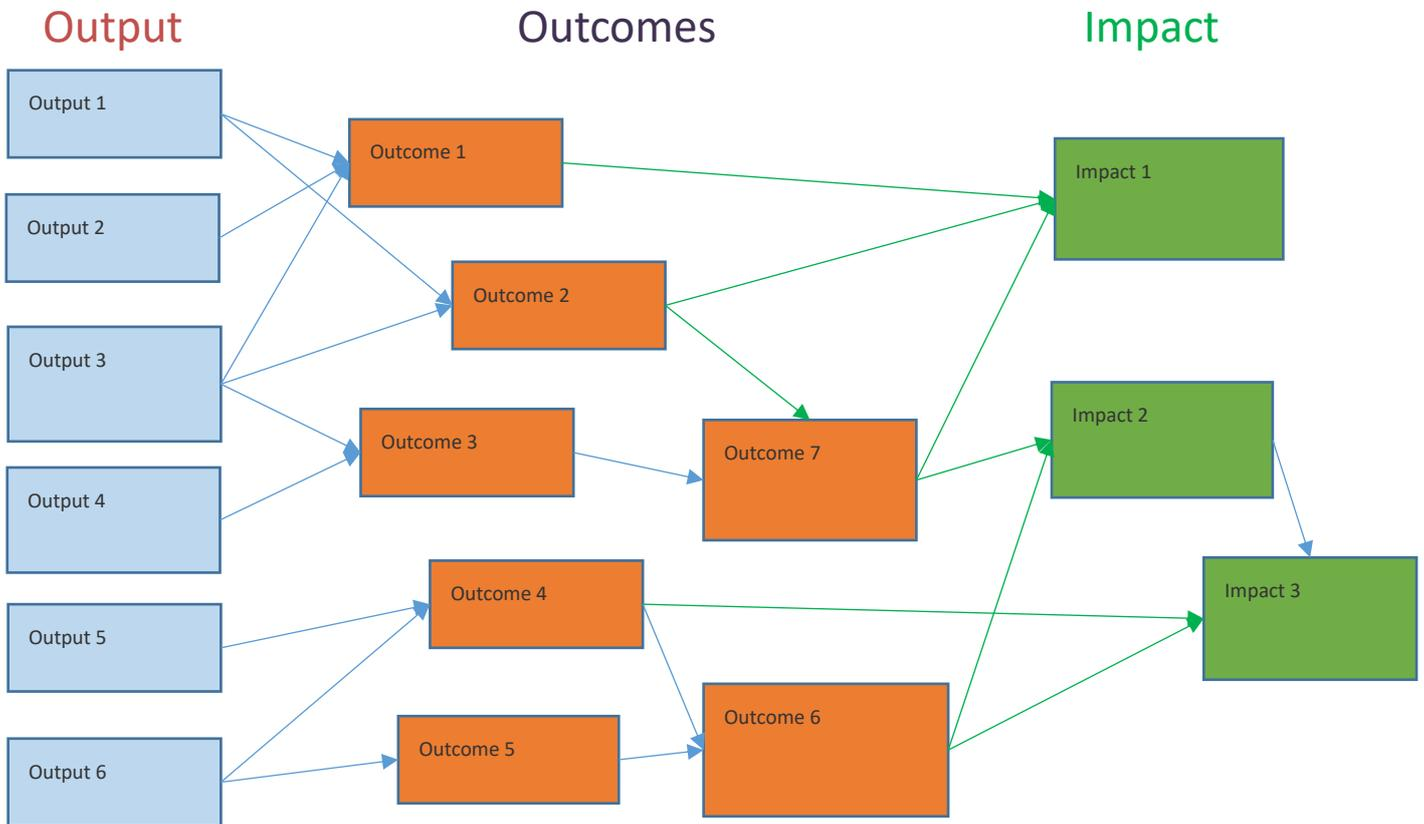 Output
Outcomes
Impact
Output 1
Output 2
Output 3
Output 4
Output 5
Output 6
Outcome 1
Outcome 2
Outcome 3
Outcome 7
Outcome 4
Outcome 5
Outcome 6
Impact 1
Impact 2
Impact 3